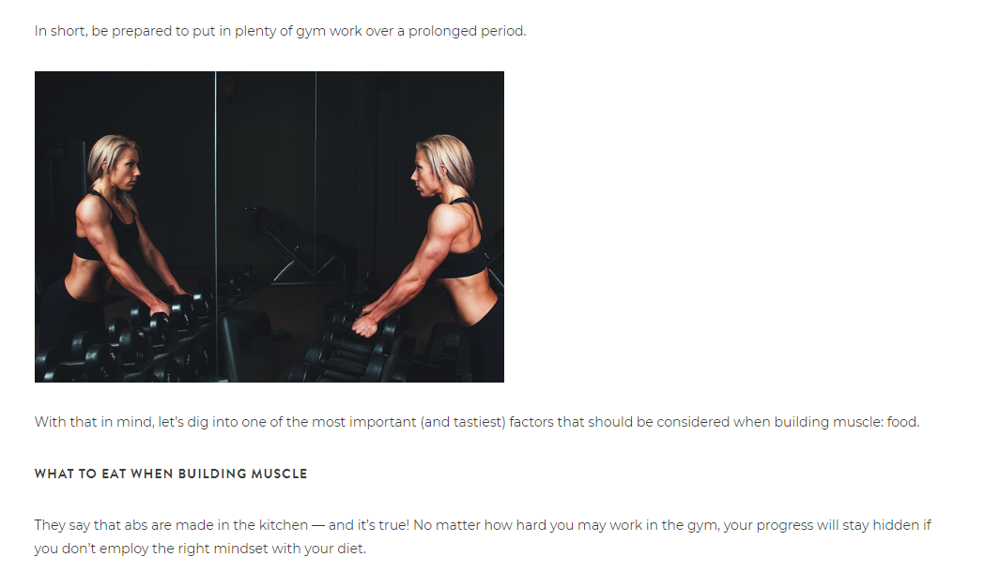 In short, be prepared to put in plenty of gym work over a prolonged period.
With that in mind, let's dig into one of the most important (and tastiest) factors that should be considered when building muscle: food.
WHAT TO EAT WHEN BUILDING MUSCLE
They say that abs are made in the kitchen — and it's true! No matter how hard you may work in the gym, your progress will stay hidden if
you don't employ the right mindset with your diet.